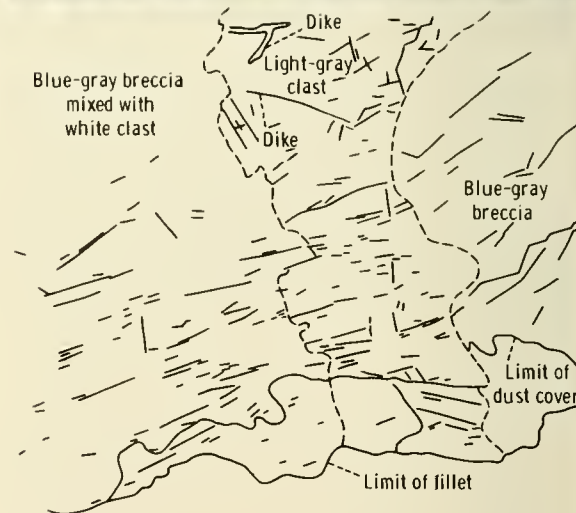 Dike
Light-gray
clast
Blue-gray breccia
mixed with
white clast
Dike
Blue-gray
breccia
Limit of
dust cover
Limit of fillet